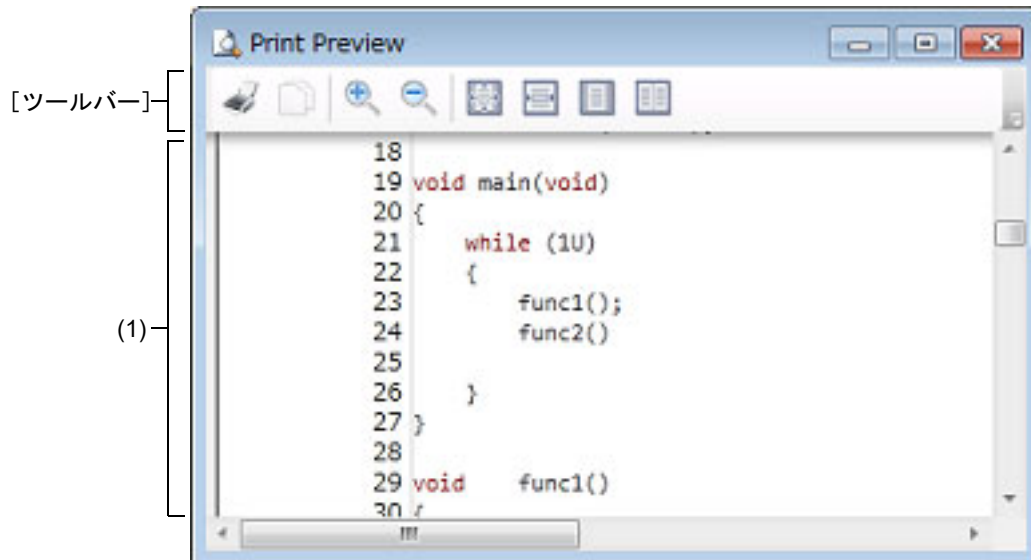 Print Preview
[ツールバー]
(1)
18
19 void main(void)
20 {
21     while (1U)
22     {
23         func1();
24         func2()
25
26     }
27 }
28
29 void    func1()
30 {